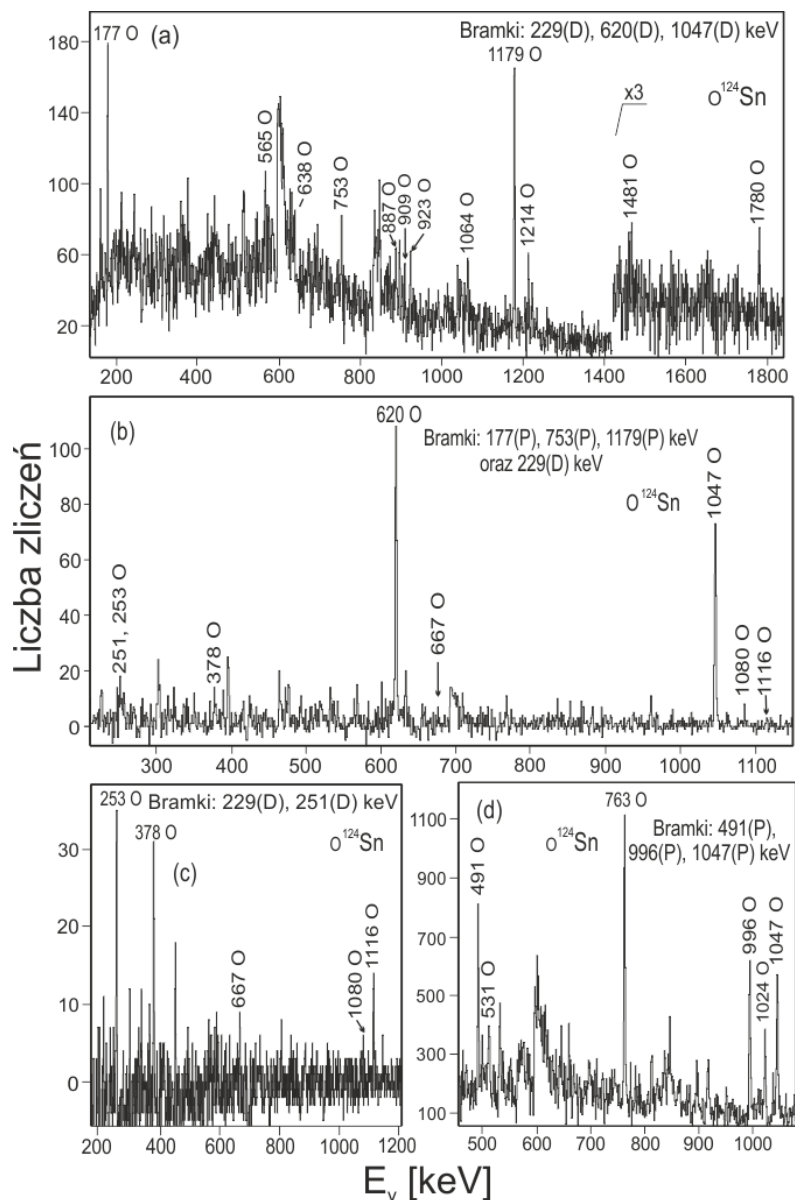 Liczba zliczeń
(a)
Bramki: 229(D), 620(D), 1047(D) keV
177 O
565 O
638 O
753 O
887 O
909 O
923 O
1064 O
1179 O
1214 O
x3
O ¹²⁴Sn
1481 O
1780 O
180
140
100
60
20
200 400 600 800 1000 1200 1400 1600 1800
(b)
620 O
Bramki: 177(P), 753(P), 1179(P) keV
oraz 229(D) keV
O ¹²⁴Sn
251, 253 O
378 O
667 O
1047 O
1080 O
1116 O
100
80
60
40
20
0
300 400 500 600 700 800 900 1000 1100
253 O
Bramki: 229(D), 251(D) keV
378 O
O ¹²⁴Sn
(c)
667 O
1080 O
1116 O
30
20
10
0
200 400 600 800 1000 1200
(d)
763 O
O ¹²⁴Sn
Bramki: 491(P),
996(P), 1047(P) keV
491 O
531 O
996 O
1024 O
1047 O
1100
900
700
500
300
100
500 600 700 800 900 1000
Eγ [keV]